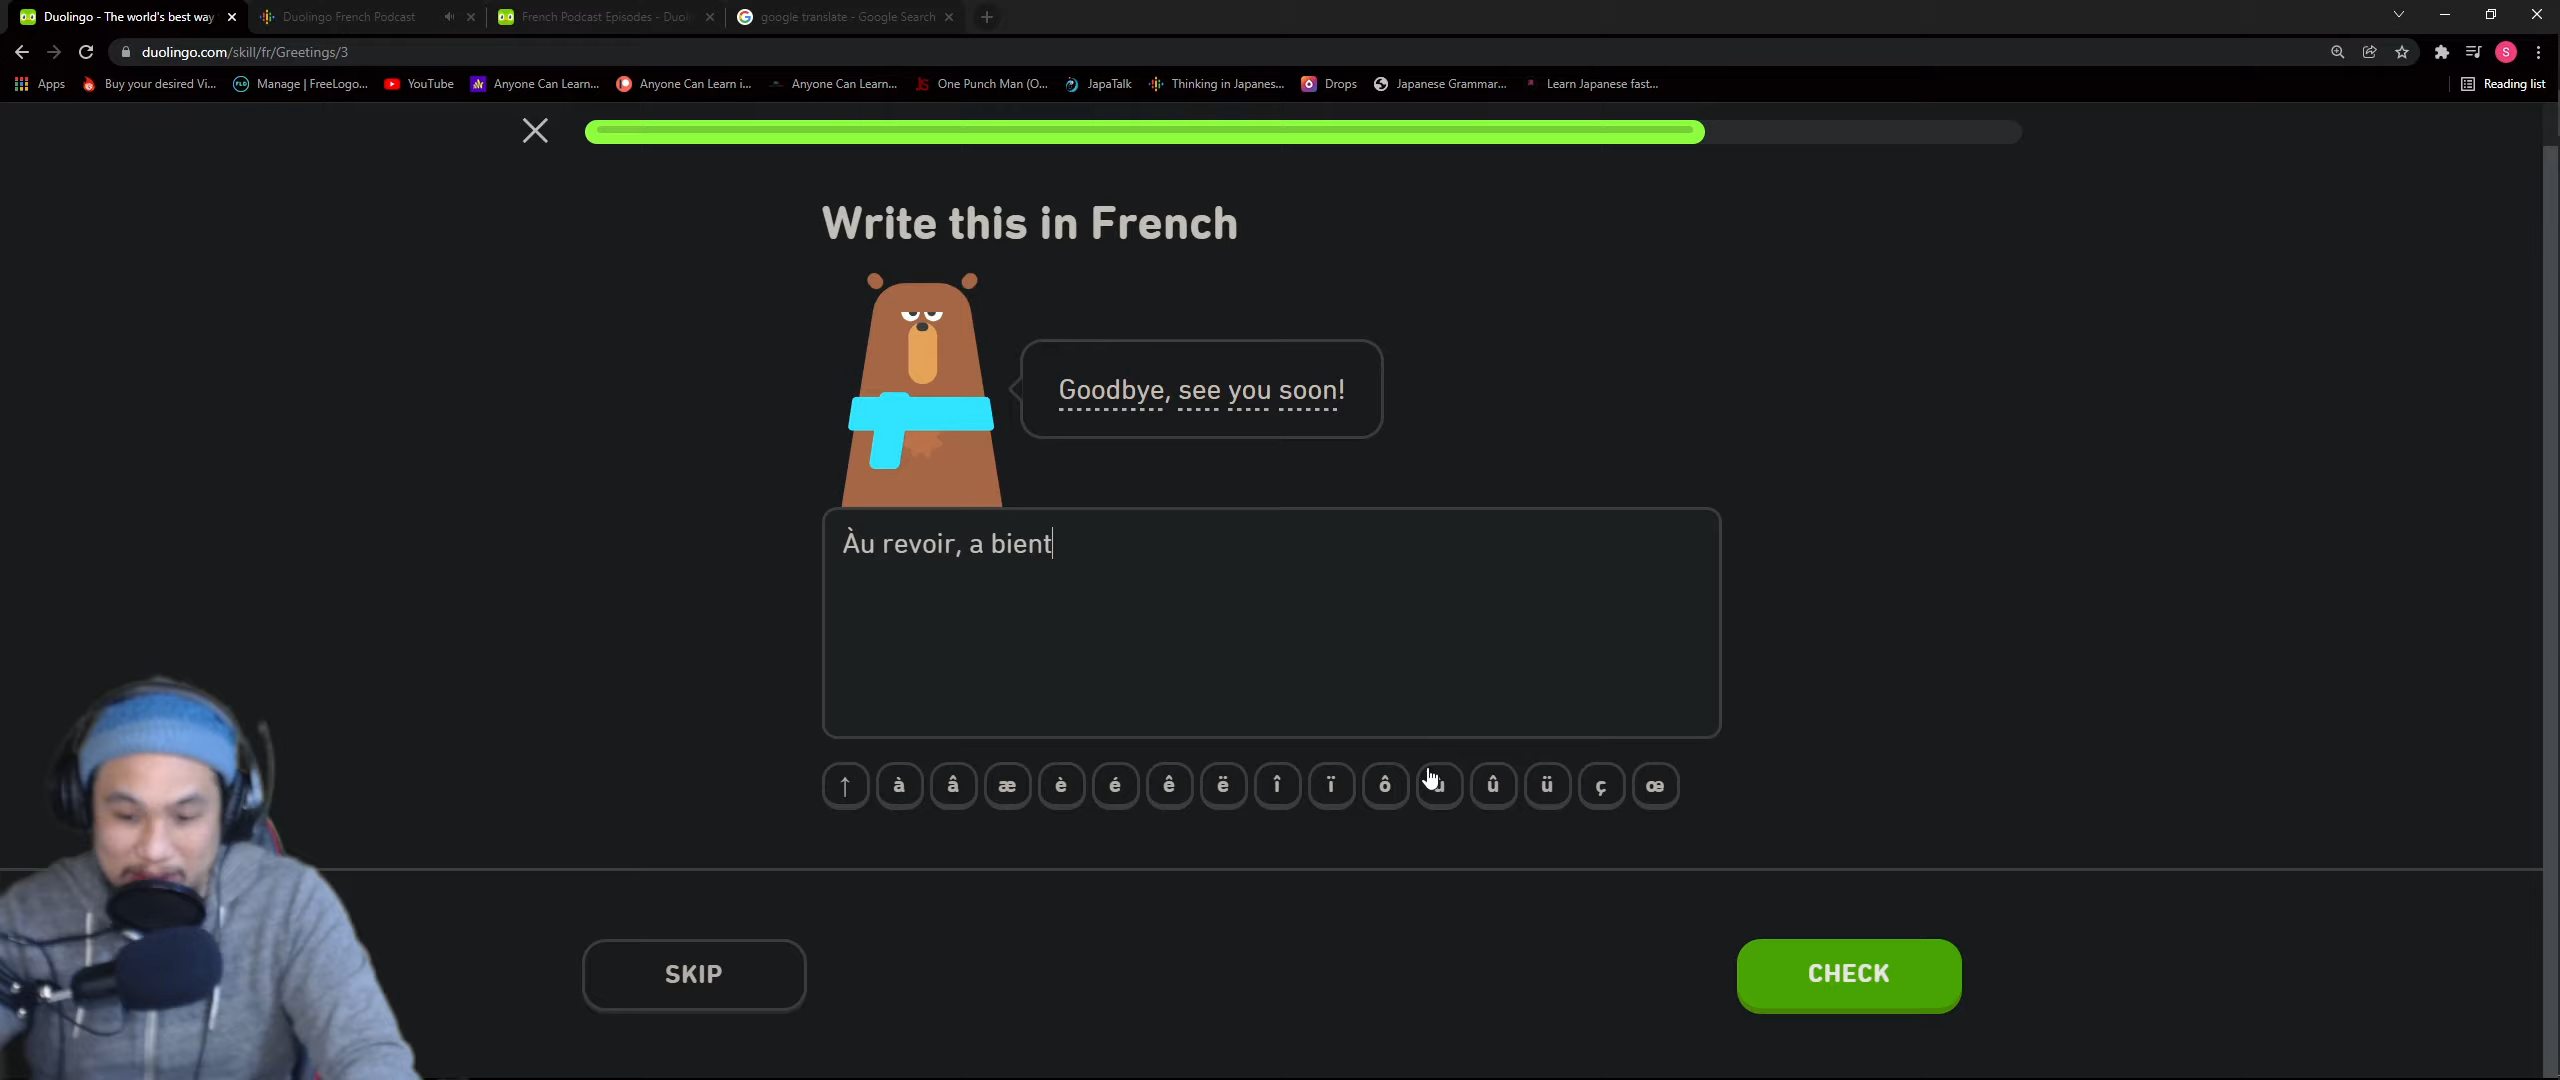 Duolingo - The world's best way
Duolingo French Podcast
French Podcast Episodes - Duoli
google translate - Google Search
duolingo.com/skill/fr/Greetings/3
S
Apps
Buy your desired Vi...
Manage | FreeLogo...
YouTube
Anyone Can Learn...
Anyone Can Learn i...
Anyone Can Learn...
One Punch Man (O...
JapaTalk
Thinking in Japanes...
Drops
Japanese Grammar...
Learn Japanese fast...
Reading list
Write this in French
Goodbye, see you soon!
Àu revoir, a bient
↑ à â æ è é ê ë î ï ô û ü ç œ
SKIP
CHECK